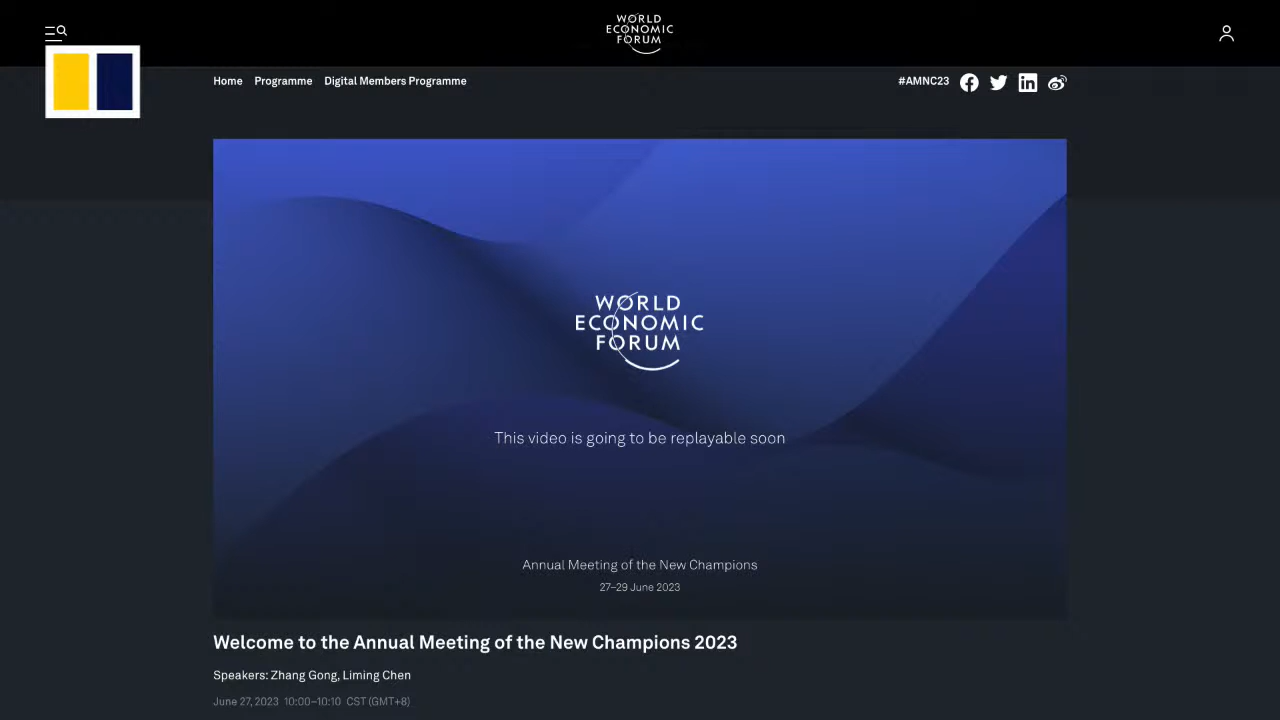 WORLD
ECONOMIC
FORUM
Home Programme Digital Members Programme #AMNC23
WORLD
ECONOMIC
FORUM
This video is going to be replayable soon
Annual Meeting of the New Champions
27–29 June 2023
Welcome to the Annual Meeting of the New Champions 2023
Speakers: Zhang Gong, Liming Chen
June 27, 2023 10:00–10:10 CST (GMT+8)